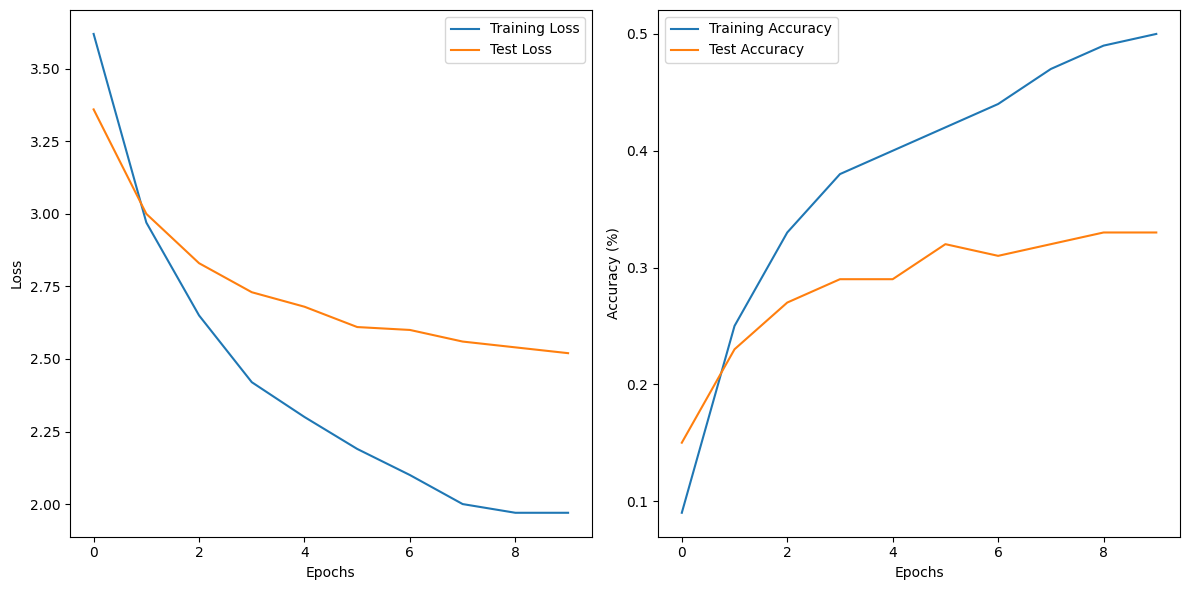 Training Loss
Test Loss
3.50
3.25
3.00
2.75
2.50
2.25
2.00
Loss
0 2 4 6 8
Epochs
Training Accuracy
Test Accuracy
0.5
0.4
0.3
0.2
0.1
Accuracy (%)
0 2 4 6 8
Epochs